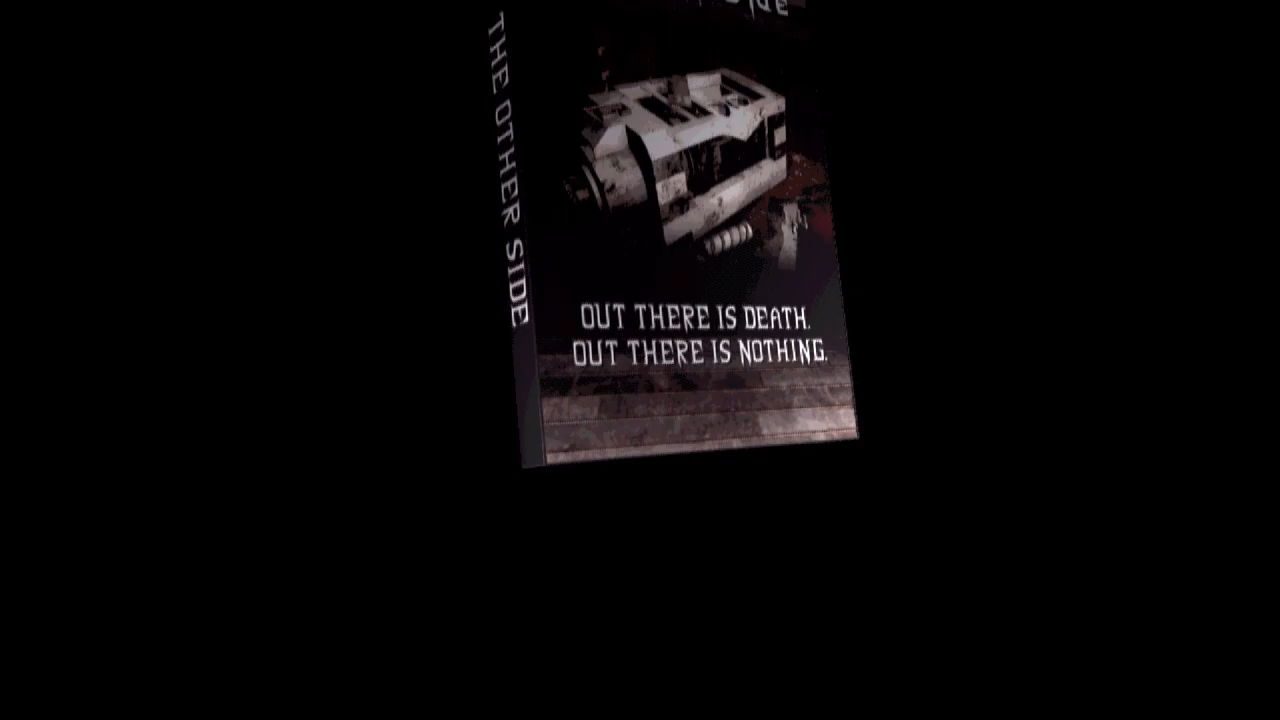 THE OTHER SIDE
OUT THERE IS DEATH.
OUT THERE IS NOTHING.